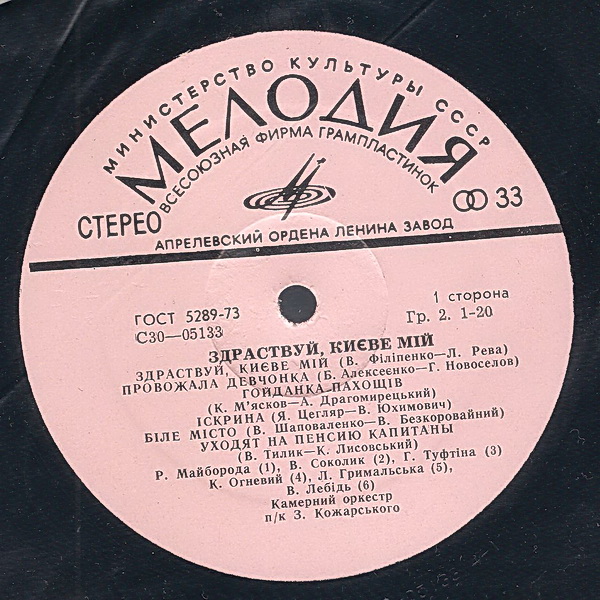 МИНИСТЕРСТВО КУЛЬТУРЫ СССР
МЕЛОДИЯ
ВСЕСОЮЗНАЯ ФИРМА ГРАМПЛАСТИНОК
СТЕРЕО
33
АПРЕЛЕВСКИЙ ОРДЕНА ЛЕНИНА ЗАВОД
ГОСТ 5289-73
1 сторона
С30—05133
Гр. 2. 1-20
ЗДРАСТВУЙ, КИЄВЕ МІЙ
ЗДРАСТВУЙ, КИЄВЕ МІЙ (В. Філіпенко—Л. Рева)
ПРОВОЖАЛА ДЕВЧОНКА (Б. Алексеенко—Г. Новоселов)
ГОЙДАНКА-ПАХОЩІВ
(К. М'ясков—А. Драгомирецький)
ІСКРИНА (Я. Цегляр—В. Юхимович)
БІЛЕ МІСТО (В. Шаповаленко—В. Безкоровайний)
УХОДЯТ НА ПЕНСИЮ КАПИТАНЫ
(В. Тилик—К. Лисовський)
Р. Майборода (1), В. Соколик (2), Г. Туфтіна (3)
К. Огневий (4), Л. Гримальська (5),
В. Лебідь (6)
Камерний оркестр
п/к З. Кожарського